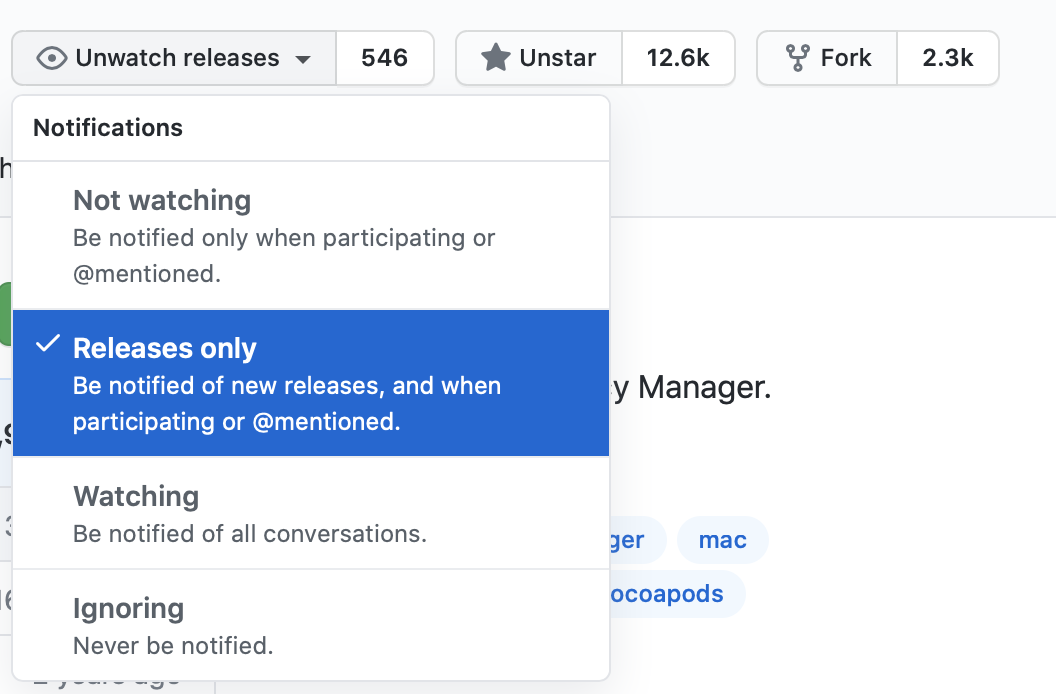 Unwatch releases 546 Unstar 12.6k Fork 2.3k
Notifications
Not watching
Be notified only when participating or
@mentioned.
Releases only
Be notified of new releases, and when
participating or @mentioned.
Manager.
Watching
Be notified of all conversations.
mac
Ignoring
Never be notified.